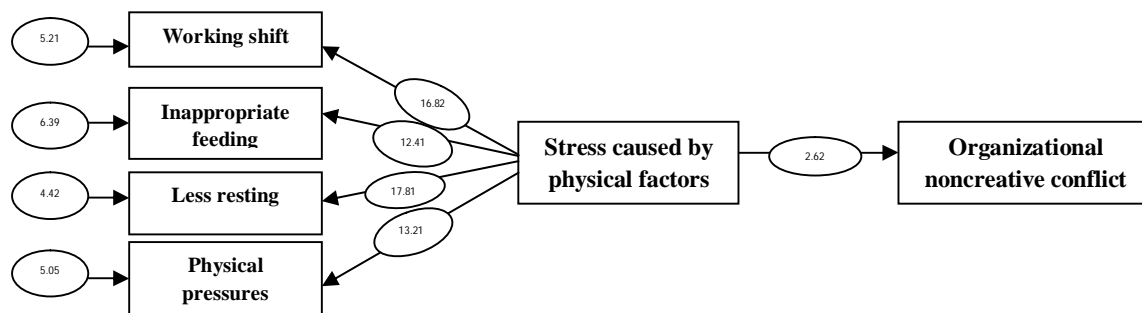 5.21
Working shift
16.82
6.39
Inappropriate
feeding
12.41
Stress caused by
physical factors
2.62
Organizational
noncreative conflict
4.42
Less resting
17.81
5.05
Physical
pressures
13.21